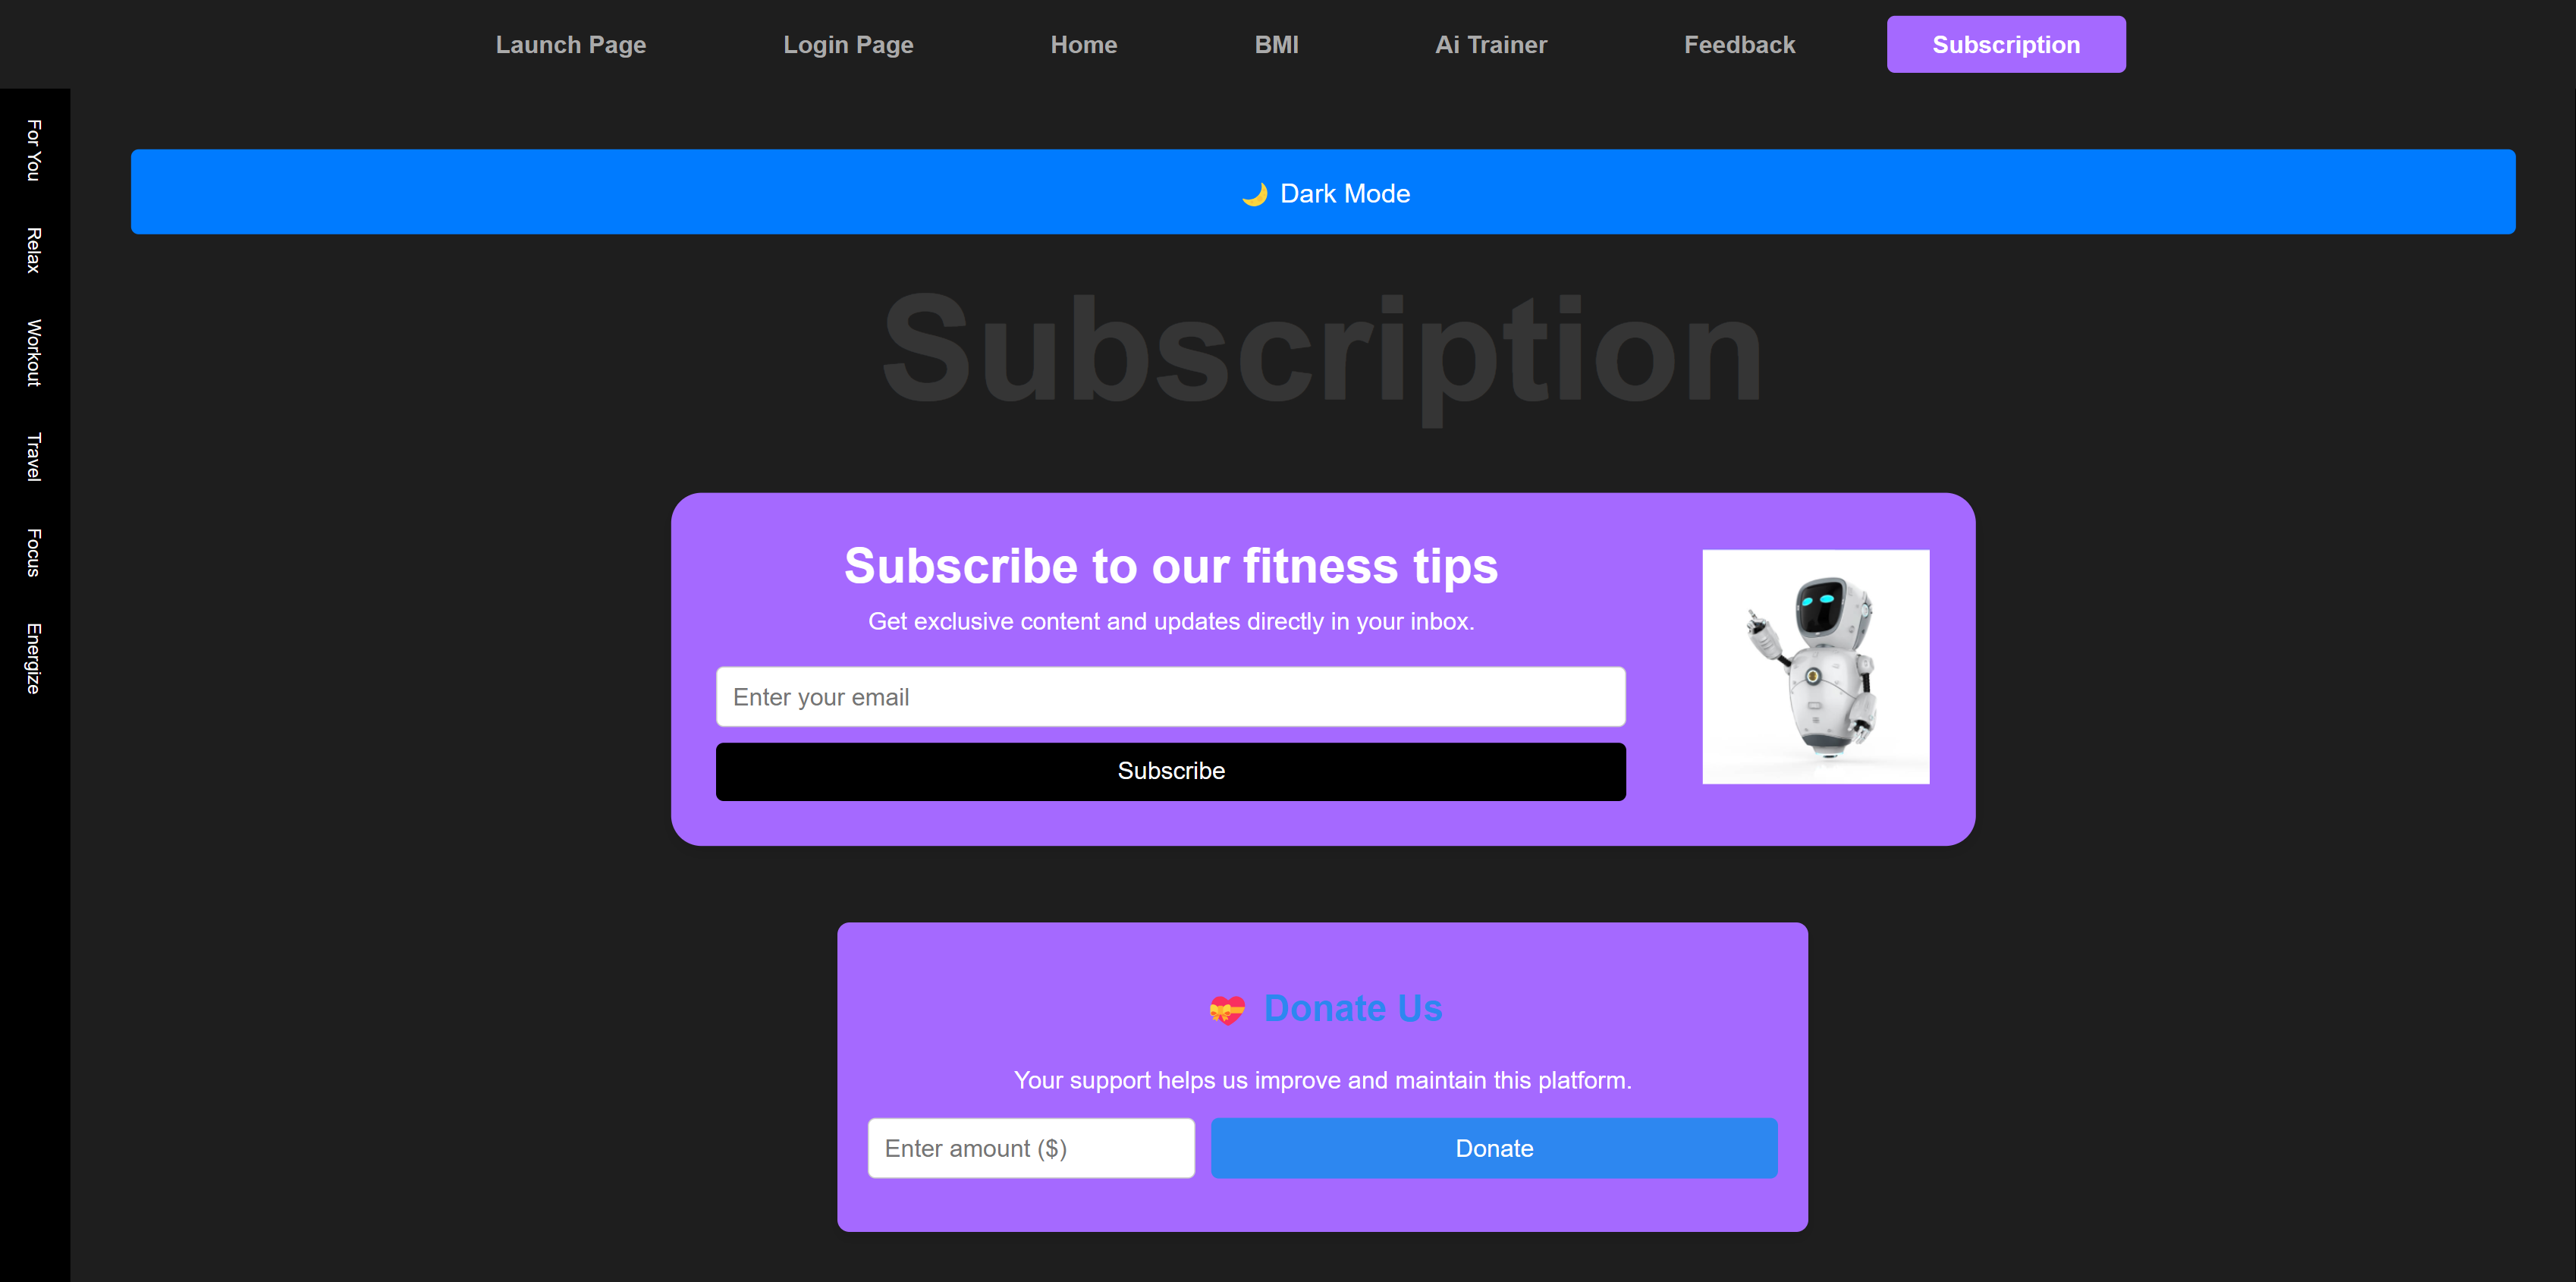 Launch Page
Login Page
Home
BMI
Ai Trainer
Feedback
Subscription
For You
Relax
Workout
Travel
Focus
Energize
🌙 Dark Mode
Subscription
Subscribe to our fitness tips
Get exclusive content and updates directly in your inbox.
Enter your email
Subscribe
💝 Donate Us
Your support helps us improve and maintain this platform.
Enter amount ($)
Donate